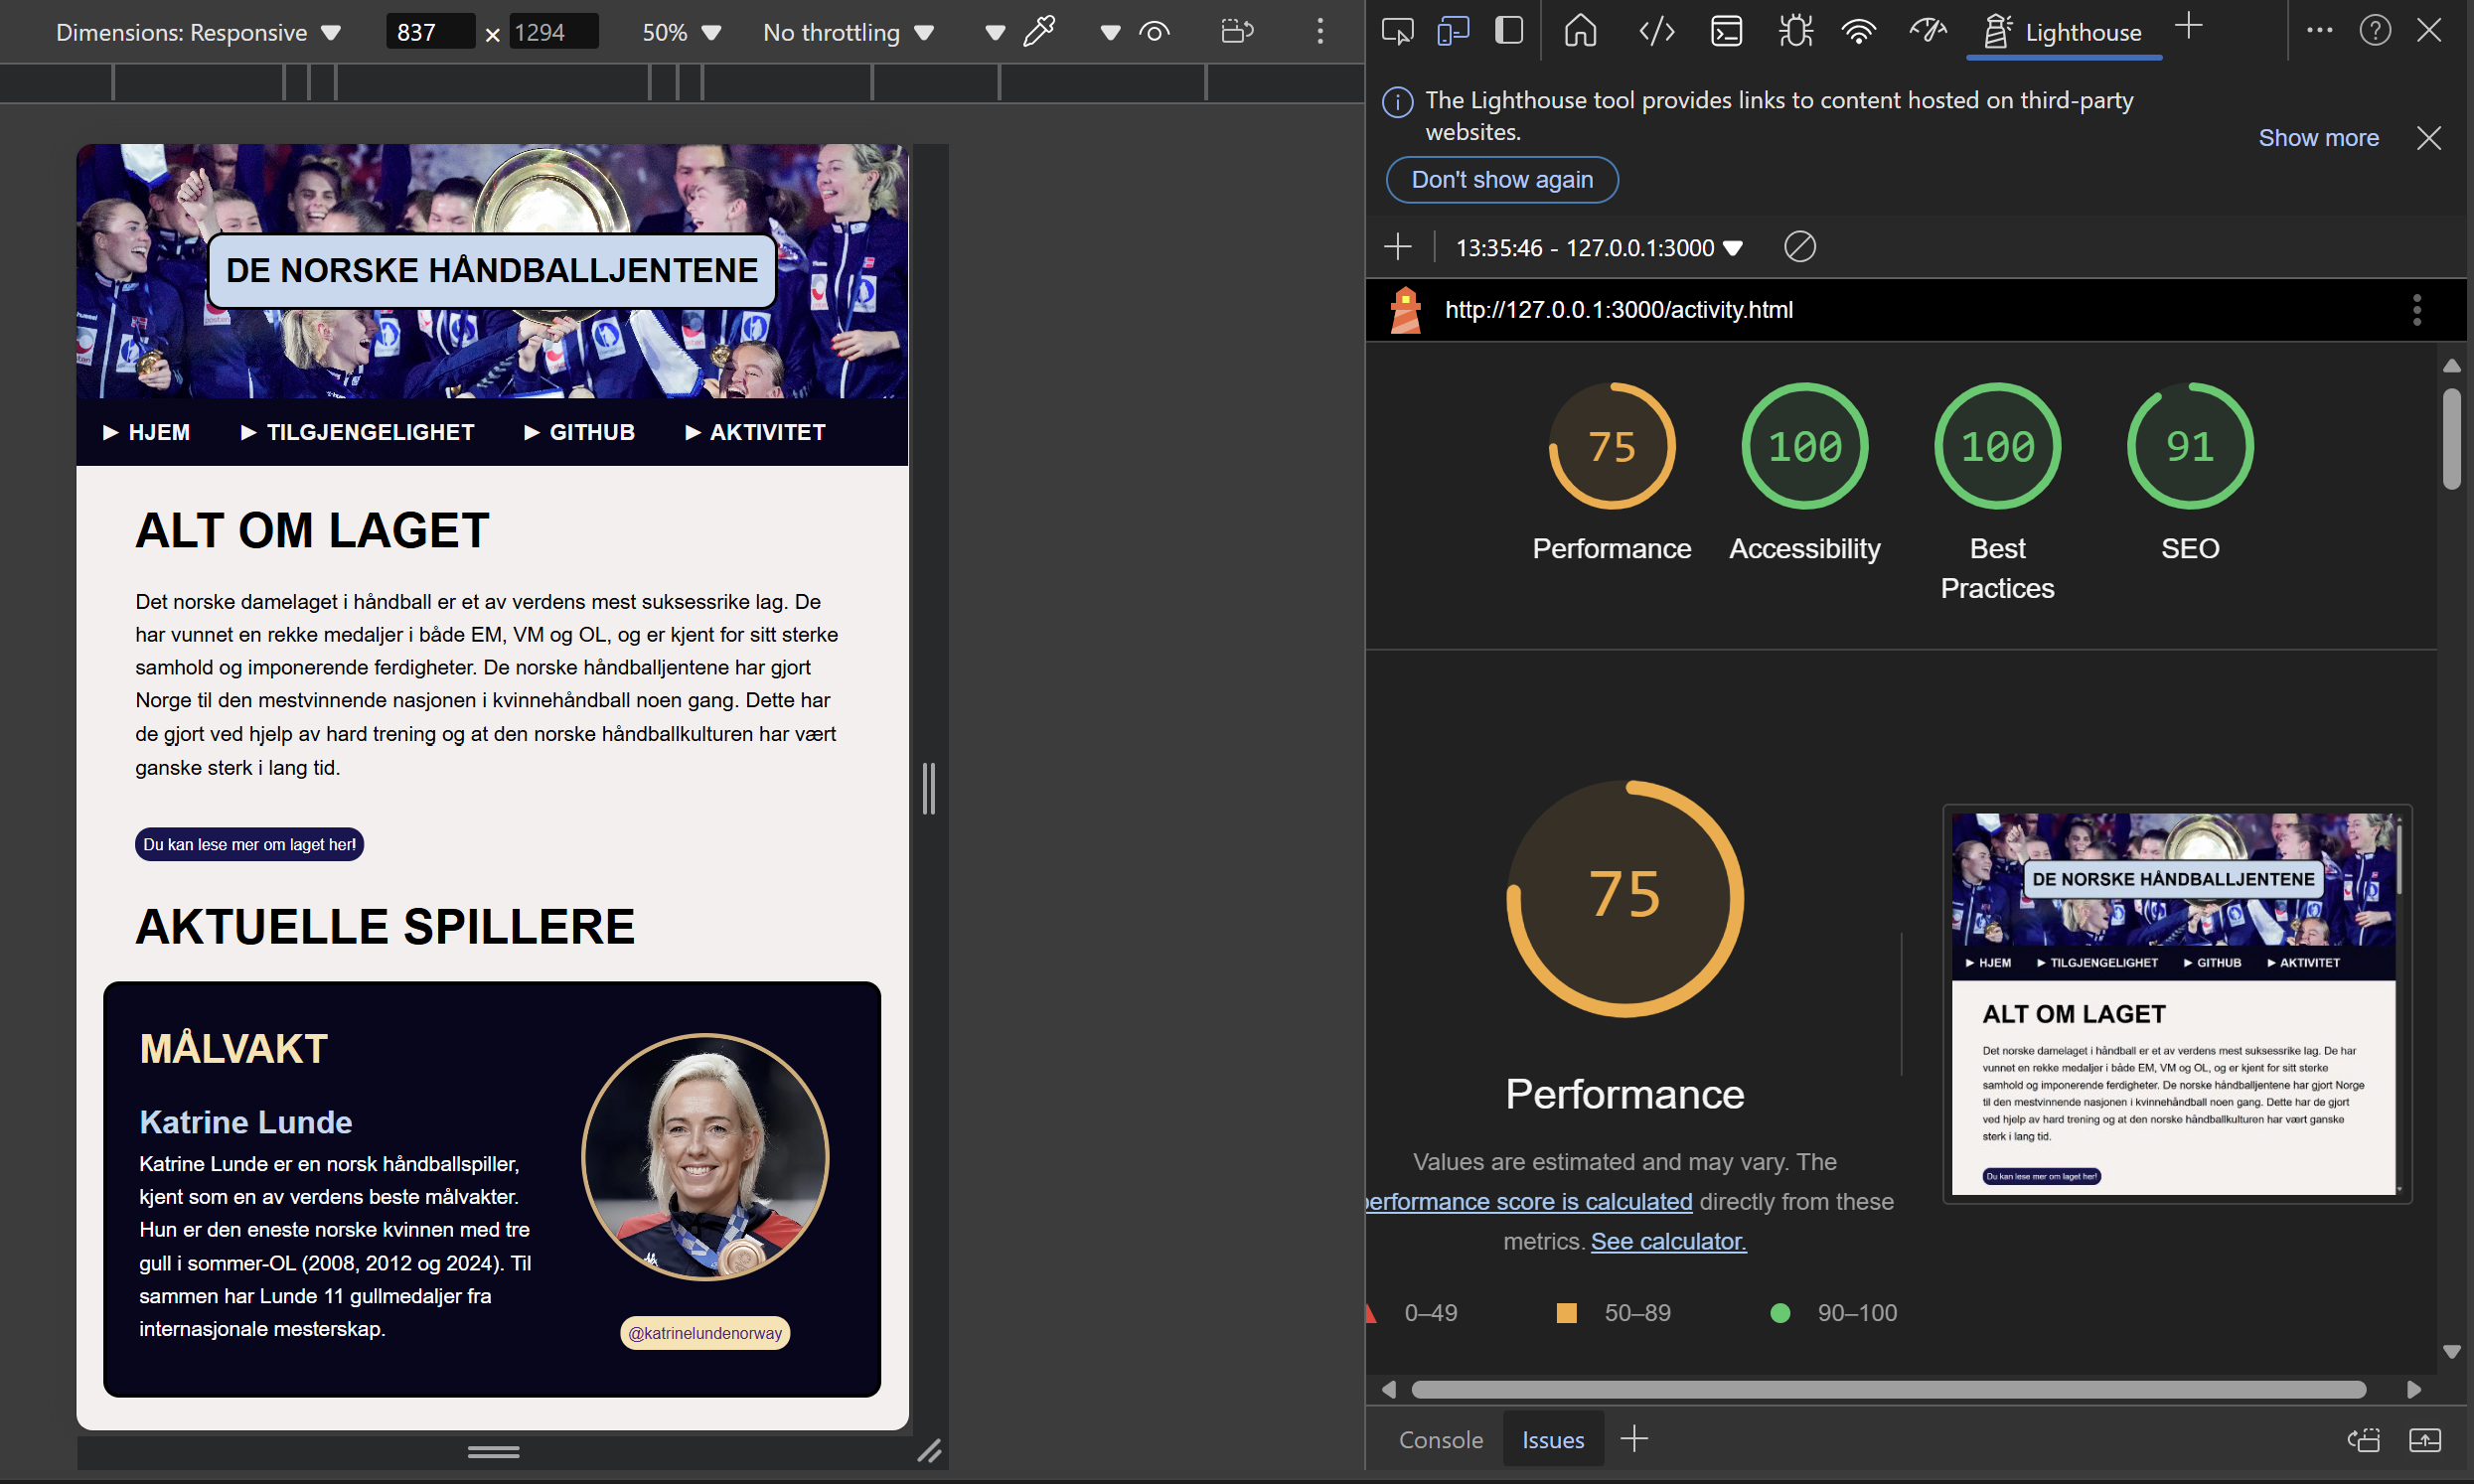 Dimensions: Responsive
837 × 1294
50%
No throttling
DE NORSKE HÅNDBALLJENTENE
► HJEM ► TILGJENGELIGHET ► GITHUB ► AKTIVITET
ALT OM LAGET
Det norske damelaget i håndball er et av verdens mest suksessrike lag. De
har vunnet en rekke medaljer i både EM, VM og OL, og er kjent for sitt sterke
samhold og imponerende ferdigheter. De norske håndballjentene har gjort
Norge til den mestvinnende nasjonen i kvinnehåndball noen gang. Dette har
de gjort ved hjelp av hard trening og at den norske håndballkulturen har vært
ganske sterk i lang tid.
Du kan lese mer om laget her!
AKTUELLE SPILLERE
MÅLVAKT
Katrine Lunde
Katrine Lunde er en norsk håndballspiller,
kjent som en av verdens beste målvakter.
Hun er den eneste norske kvinnen med tre
gull i sommer-OL (2008, 2012 og 2024). Til
sammen har Lunde 11 gullmedaljer fra
internasjonale mesterskap.
@katrinelundenorway
Lighthouse
The Lighthouse tool provides links to content hosted on third-party
websites.
Show more
Don't show again
13:35:46 - 127.0.0.1:3000
http://127.0.0.1:3000/activity.html
75 100 100 91
Performance Accessibility Best SEO
Practices
75
Performance
Values are estimated and may vary. The
performance score is calculated directly from these
metrics. See calculator.
0–49 50–89 90–100
DE NORSKE HÅNDBALLJENTENE
► HJEM ► TILGJENGELIGHET ► GITHUB ► AKTIVITET
ALT OM LAGET
Det norske damelaget i håndball er et av verdens mest suksessrike lag. De har
vunnet en rekke medaljer i både EM, VM og OL, og er kjent for sitt sterke
samhold og imponerende ferdigheter. De norske håndballjentene har gjort Norge
til den mestvinnende nasjonen i kvinnehåndball noen gang. Dette har de gjort
ved hjelp av hard trening og at den norske håndballkulturen har vært ganske
sterk i lang tid.
Du kan lese mer om laget her!
Console Issues